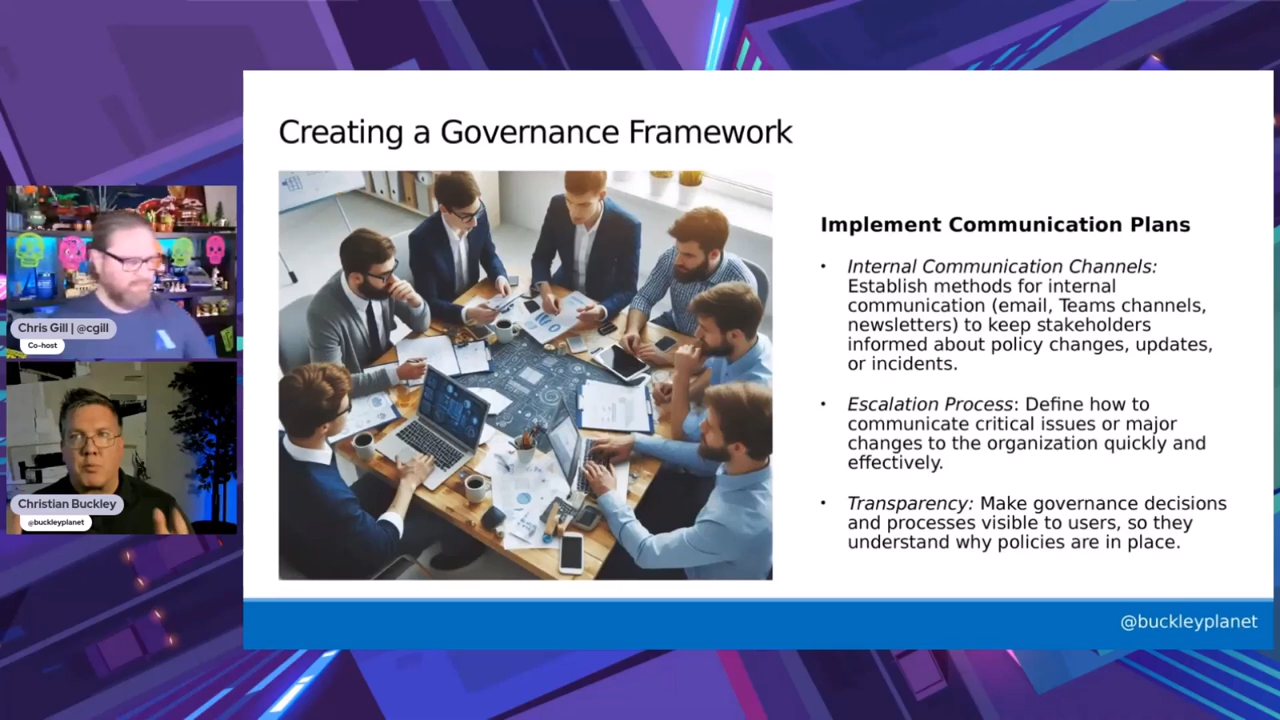 Creating a Governance Framework
Chris Gill | @cgill
Co-host
Christian Buckley
@buckleyplanet
Implement Communication Plans
• Internal Communication Channels:
Establish methods for internal
communication (email, Teams channels,
newsletters) to keep stakeholders
informed about policy changes, updates,
or incidents.
• Escalation Process: Define how to
communicate critical issues or major
changes to the organization quickly and
effectively.
• Transparency: Make governance decisions
and processes visible to users, so they
understand why policies are in place.
@buckleyplanet